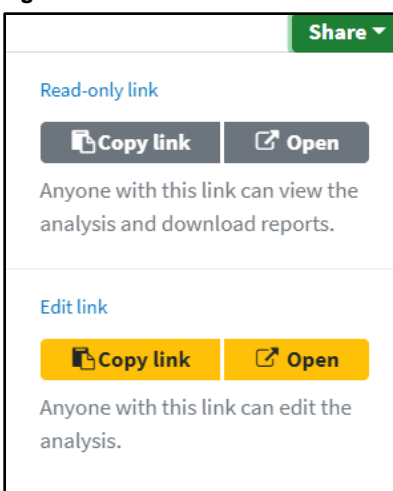 Share
Read-only link
Copy link
Open
Anyone with this link can view the
analysis and download reports.
Edit link
Copy link
Open
Anyone with this link can edit the
analysis.